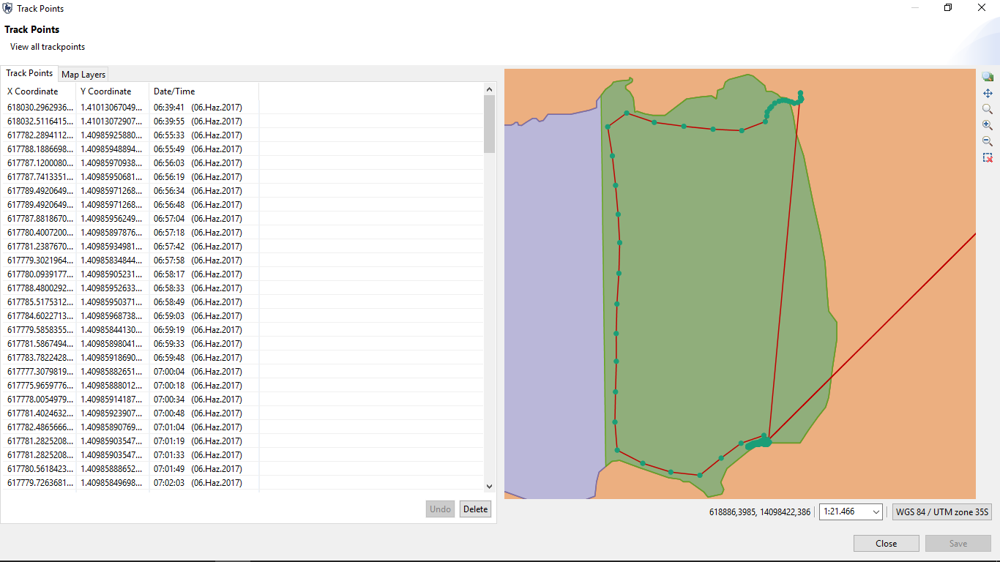 Track Points
Track Points
View all trackpoints
Track Points Map Layers
X Coordinate Y Coordinate Date/Time
618030.2962936... 1.41013067049... 06:39:41 (06.Haz.2017)
618032.5116415... 1.41013072907... 06:39:55 (06.Haz.2017)
617782.2894112... 1.40985925880... 06:55:33 (06.Haz.2017)
617788.1886698... 1.40985948894... 06:55:49 (06.Haz.2017)
617787.1200080... 1.40985970938... 06:56:03 (06.Haz.2017)
617787.7413351... 1.40985950681... 06:56:19 (06.Haz.2017)
617789.4920649... 1.40985971268... 06:56:34 (06.Haz.2017)
617789.4920649... 1.40985971268... 06:56:48 (06.Haz.2017)
617787.8818670... 1.40985956249... 06:57:04 (06.Haz.2017)
617780.4007200... 1.40985897876... 06:57:18 (06.Haz.2017)
617781.2387670... 1.40985934981... 06:57:42 (06.Haz.2017)
617779.3021964... 1.40985834844... 06:57:58 (06.Haz.2017)
617780.0939177... 1.40985905231... 06:58:17 (06.Haz.2017)
617788.4800292... 1.40985952633... 06:58:33 (06.Haz.2017)
617785.5175312... 1.40985950371... 06:58:49 (06.Haz.2017)
617784.6022713... 1.40985968738... 06:59:03 (06.Haz.2017)
617779.5858355... 1.40985844130... 06:59:19 (06.Haz.2017)
617781.5867494... 1.40985898041... 06:59:33 (06.Haz.2017)
617783.7822428... 1.40985918690... 06:59:48 (06.Haz.2017)
617777.3079819... 1.40985882651... 07:00:04 (06.Haz.2017)
617775.9659776... 1.40985888012... 07:00:18 (06.Haz.2017)
617778.0054979... 1.40985914187... 07:00:34 (06.Haz.2017)
617781.4024632... 1.40985923907... 07:00:48 (06.Haz.2017)
617782.4865666... 1.40985890769... 07:01:04 (06.Haz.2017)
617781.2825208... 1.40985903547... 07:01:19 (06.Haz.2017)
617781.2825208... 1.40985903547... 07:01:33 (06.Haz.2017)
617780.5618423... 1.40985888652... 07:01:49 (06.Haz.2017)
617779.7263681... 1.40985849698... 07:02:03 (06.Haz.2017)
Undo Delete
618886,3985, 14098422,386 1:21.466 WGS 84 / UTM zone 35S
Close Save